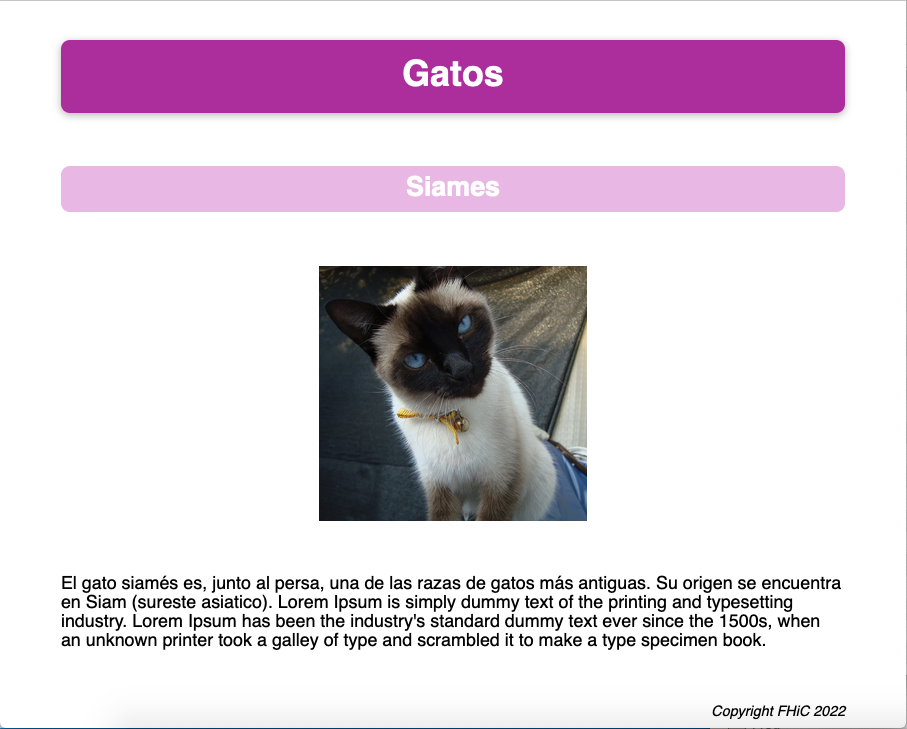 Gatos
Siames
El gato siamés es, junto al persa, una de las razas de gatos más antiguas. Su origen se encuentra
en Siam (sureste asiatico). Lorem Ipsum is simply dummy text of the printing and typesetting
industry. Lorem Ipsum has been the industry's standard dummy text ever since the 1500s, when
an unknown printer took a galley of type and scrambled it to make a type specimen book.
Copyright FHiC 2022